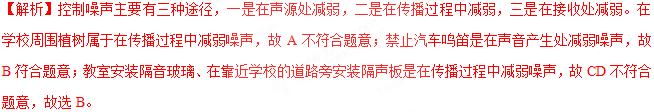 【解析】控制噪声主要有三种途径，一是在声源处减弱，二是在传播过程中减弱，三是在接收处减弱。在
学校周围植树属于在传播过程中减弱噪声，故 A 不符合题意；禁止汽车鸣笛是在声音产生处减弱噪声，故
B 符合题意；教室安装隔音玻璃、在靠近学校的道路旁安装隔声板是在传播过程中减弱噪声，故 CD 不符合
题意，故选 B。